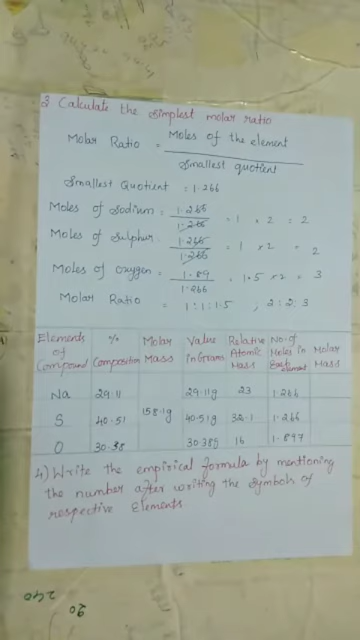 3 Calculate the simplest molar ratio
Molar Ratio = Moles of the element
Smallest quotient
Smallest Quotient = 1.266
Moles of Sodium = 1.266 / 1.266 = 1 × 2 = 2
Moles of Sulphur = 1.266 / 1.266 = 1 × 2 = 2
Moles of Oxygen = 1.89 / 1.266 = 1.5 × 2 = 3
Molar Ratio = 1:1:1.5 ; 2:2:3
Elements of Compound % Composition Molar Mass Value in Gram Relative Atomic Mass No. of Moles in Each element Molar Mass
Na 29.11 29.11g 23 1.266
S 40.51 158.1g 40.51g 32.1 1.266
O 30.38 30.38g 16 1.897
4) Write the empirical formula by mentioning
the number after writing the symbols of
respective Elements
240 20